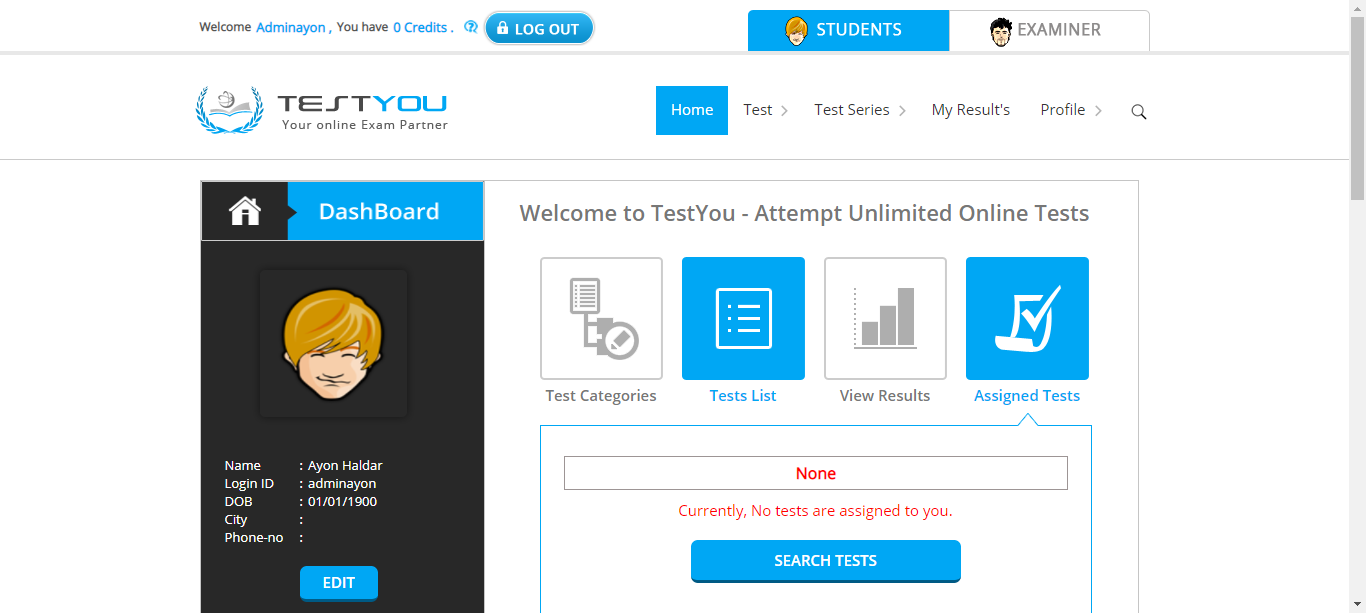 Welcome Adminayon , You have 0 Credits . LOG OUT
STUDENTS EXAMINER
TESTYOU
Your online Exam Partner
Home Test Test Series My Result's Profile
DashBoard
Name : Ayon Haldar
Login ID : adminayon
DOB : 01/01/1900
City :
Phone-no :
EDIT
Welcome to TestYou - Attempt Unlimited Online Tests
Test Categories Tests List View Results Assigned Tests
None
Currently, No tests are assigned to you.
SEARCH TESTS